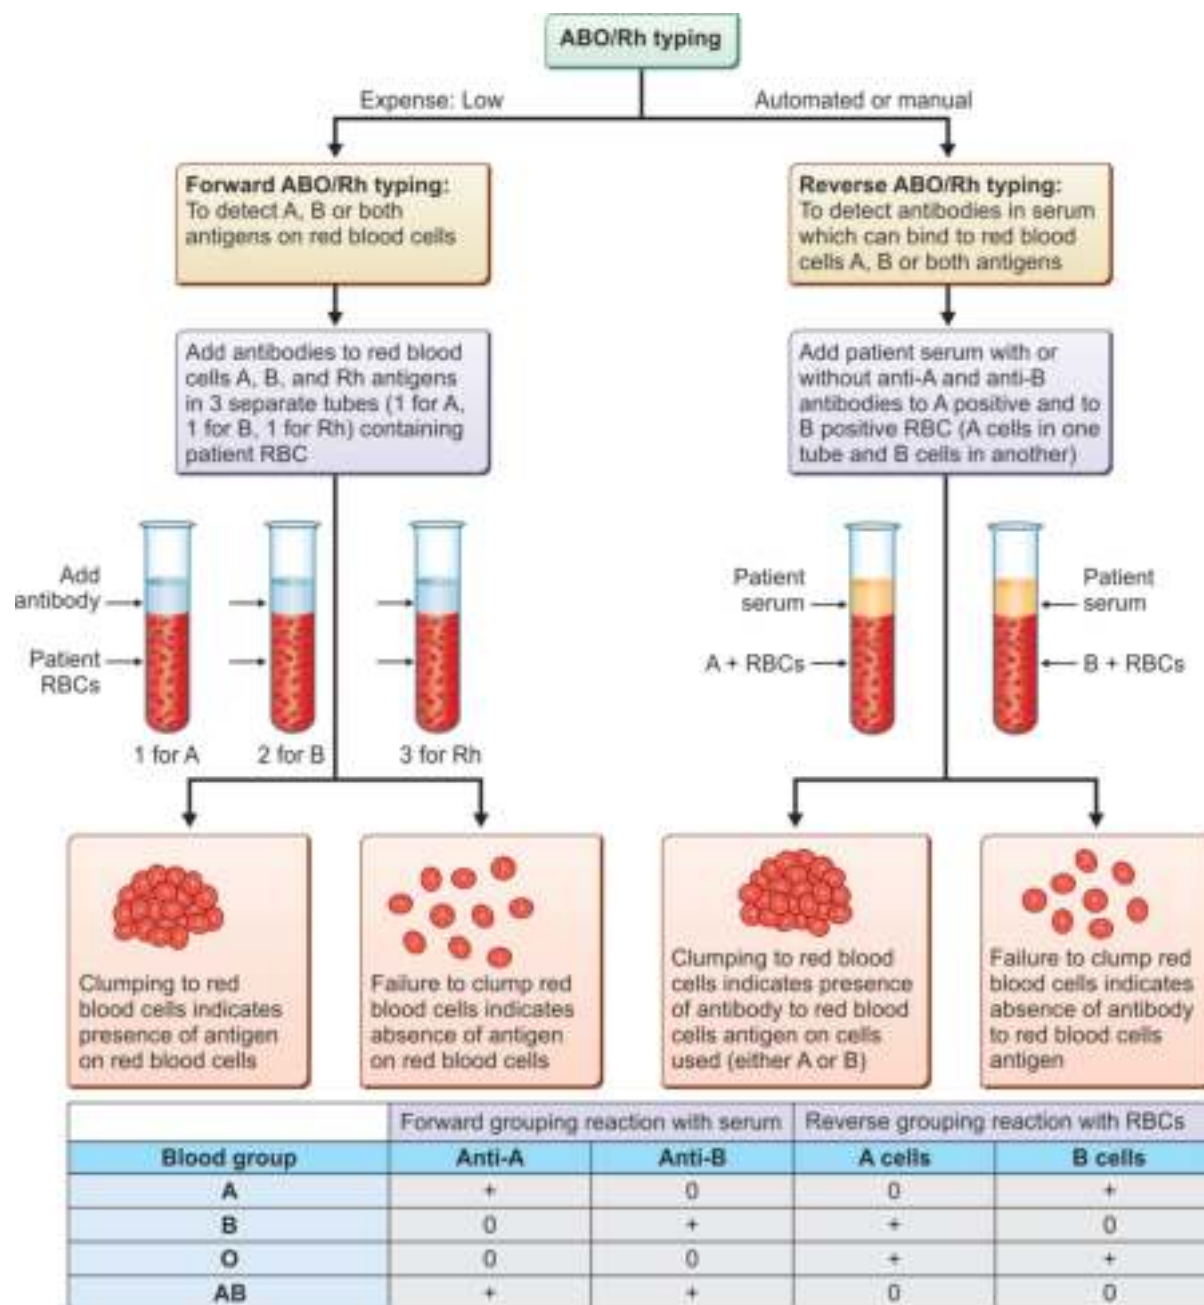 ABO/Rh typing
Expense: Low
Automated or manual
Forward ABO/Rh typing:
To detect A, B or both
antigens on red blood cells
Reverse ABO/Rh typing:
To detect antibodies in serum
which can bind to red blood
cells A, B or both antigens
Add antibodies to red blood
cells A, B, and Rh antigens
in 3 separate tubes (1 for A,
1 for B, 1 for Rh) containing
patient RBC
Add patient serum with or
without anti-A and anti-B
antibodies to A positive and to
B positive RBC (A cells in one
tube and B cells in another)
Add
antibody
Patient
RBCs
1 for A
2 for B
3 for Rh
Patient
serum
A + RBCs
Patient
serum
B + RBCs
Clumping to red
blood cells indicates
presence of antigen
on red blood cells
Failure to clump red
blood cells indicates
absence of antigen
on red blood cells
Clumping to red blood
cells indicates presence
of antibody to red blood
cells antigen on cells
used (either A or B)
Failure to clump red
blood cells indicates
absence of antibody
to red blood cells
antigen
Forward grouping reaction with serum Reverse grouping reaction with RBCs
Blood group Anti-A Anti-B A cells B cells
A + 0 0 +
B 0 + + 0
O 0 0 + +
AB + + 0 0